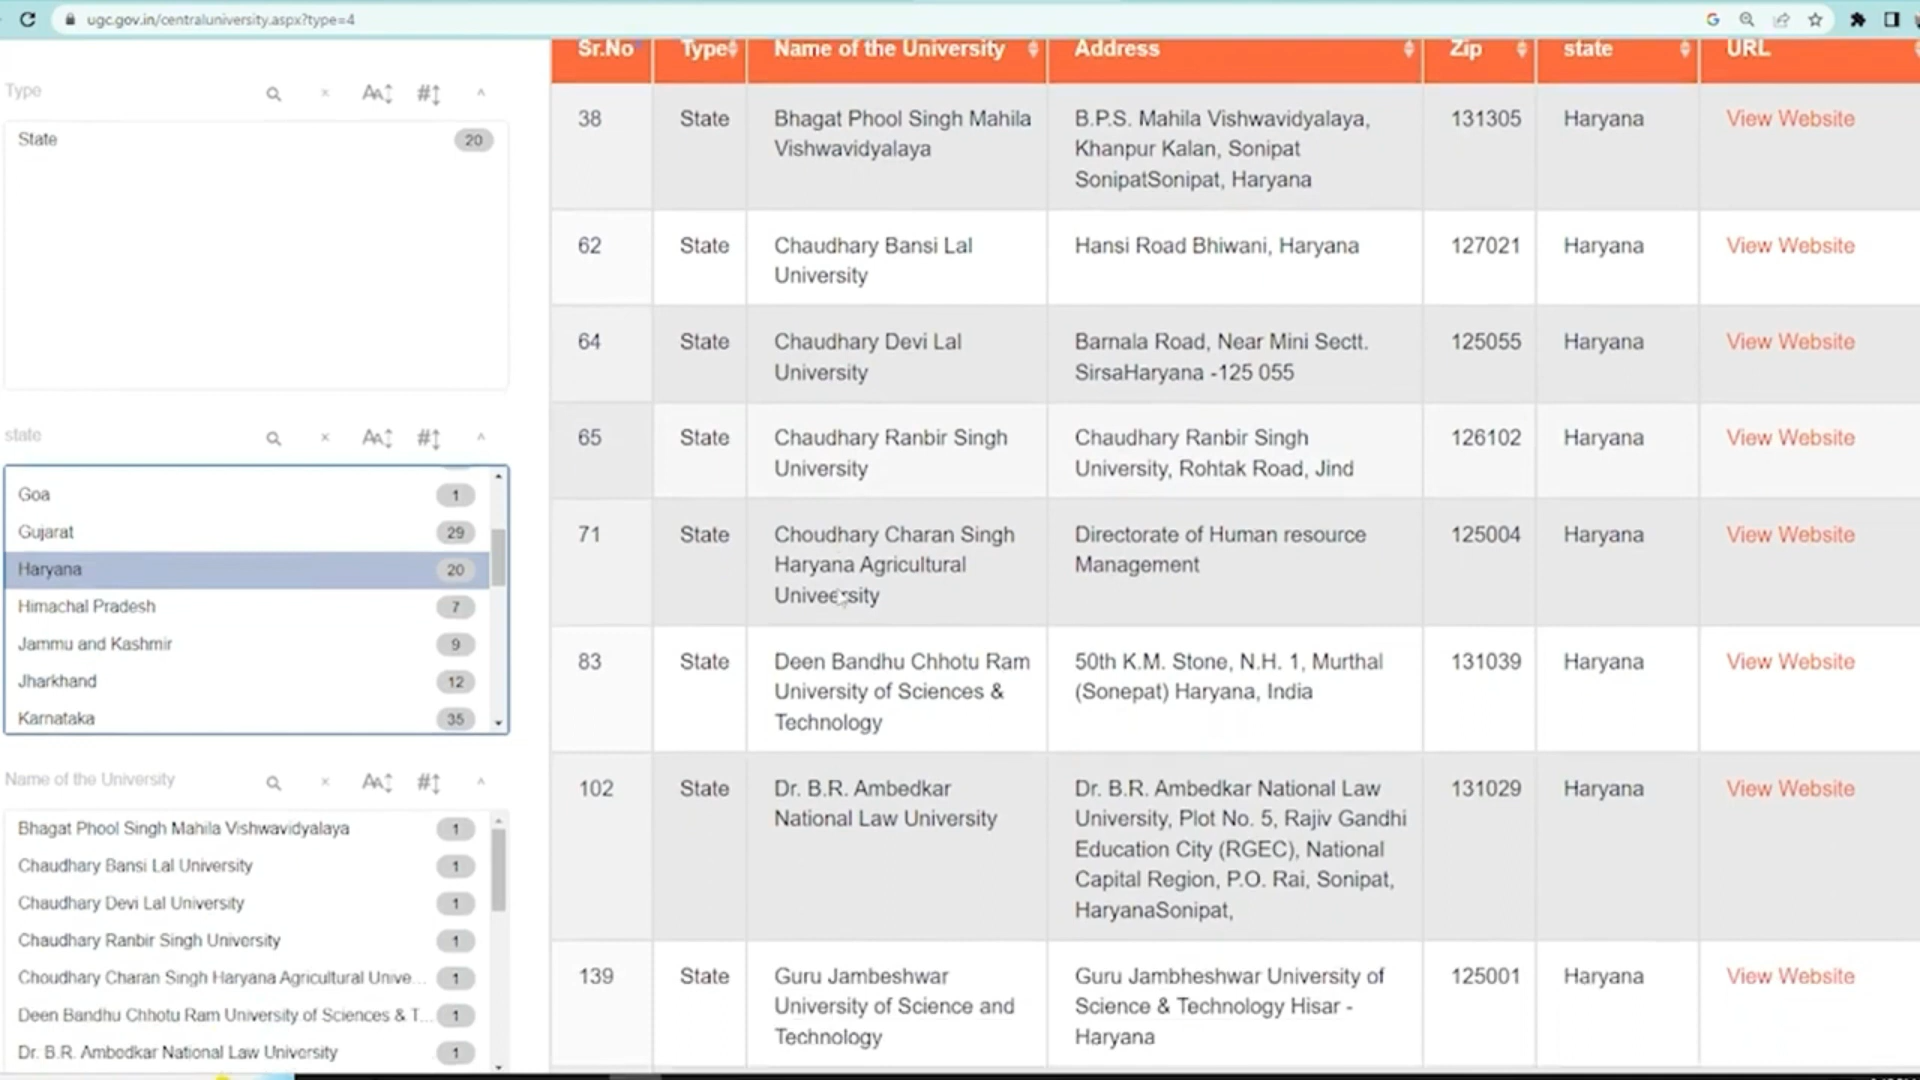 ugc.gov.in/centraluniversity.aspx?type=4
Type
State 20
state
Goa 1
Gujarat 29
Haryana 20
Himachal Pradesh 7
Jammu and Kashmir 9
Jharkhand 12
Karnataka 35
Name of the University
Bhagat Phool Singh Mahila Vishwavidyalaya 1
Chaudhary Bansi Lal University 1
Chaudhary Devi Lal University 1
Chaudhary Ranbir Singh University 1
Choudhary Charan Singh Haryana Agricultural Unive... 1
Deen Bandhu Chhotu Ram University of Sciences & T... 1
Dr. B.R. Ambedkar National Law University 1
Sr.No Type Name of the University Address Zip state URL
38 State Bhagat Phool Singh Mahila B.P.S. Mahila Vishwavidyalaya, 131305 Haryana View Website
Vishwavidyalaya Khanpur Kalan, Sonipat
SonipatSonipat, Haryana
62 State Chaudhary Bansi Lal Hansi Road Bhiwani, Haryana 127021 Haryana View Website
University
64 State Chaudhary Devi Lal Barnala Road, Near Mini Sectt. 125055 Haryana View Website
University SirsaHaryana -125 055
65 State Chaudhary Ranbir Singh Chaudhary Ranbir Singh 126102 Haryana View Website
University University, Rohtak Road, Jind
71 State Choudhary Charan Singh Directorate of Human resource 125004 Haryana View Website
Haryana Agricultural Management
Univeersity
83 State Deen Bandhu Chhotu Ram 50th K.M. Stone, N.H. 1, Murthal 131039 Haryana View Website
University of Sciences & (Sonepat) Haryana, India
Technology
102 State Dr. B.R. Ambedkar Dr. B.R. Ambedkar National Law 131029 Haryana View Website
National Law University University, Plot No. 5, Rajiv Gandhi
Education City (RGEC), National
Capital Region, P.O. Rai, Sonipat,
HaryanaSonipat,
139 State Guru Jambeshwar Guru Jambheshwar University of 125001 Haryana View Website
University of Science and Science & Technology Hisar -
Technology Haryana